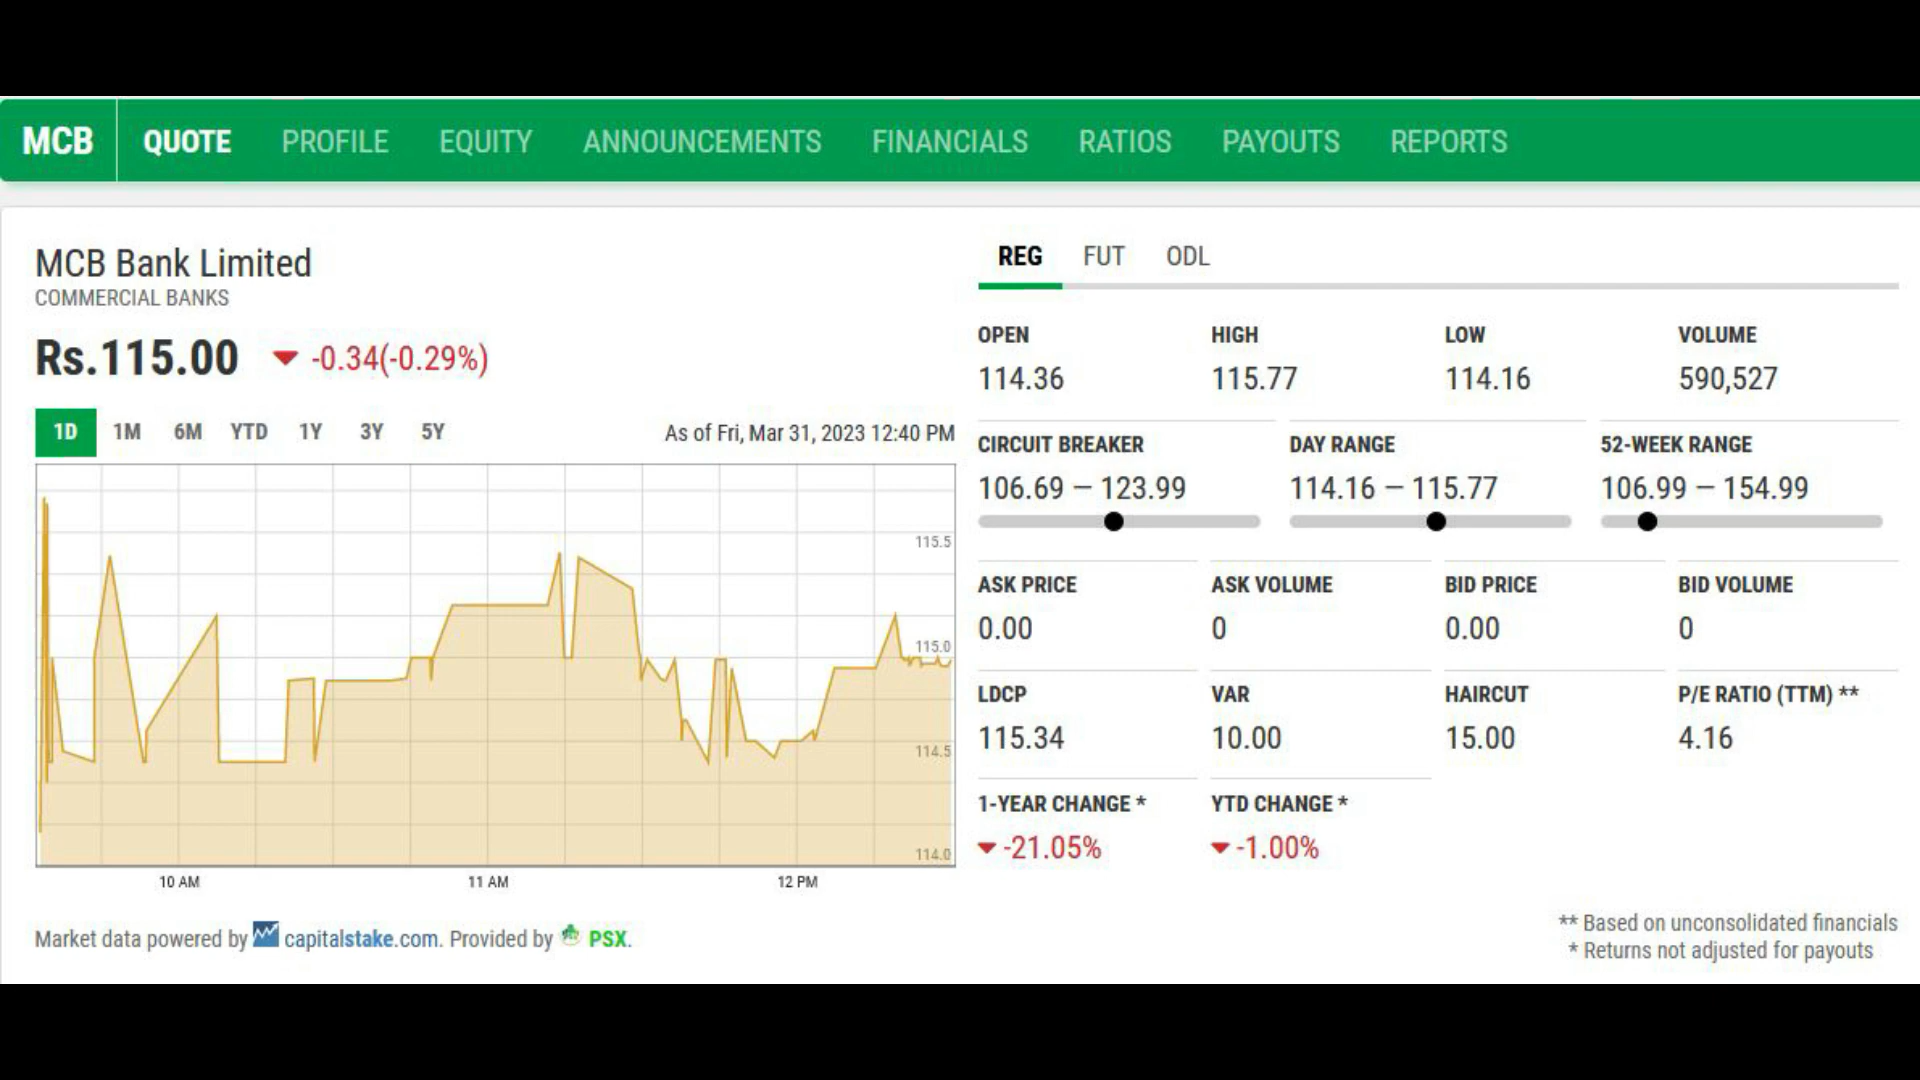 MCB QUOTE PROFILE EQUITY ANNOUNCEMENTS FINANCIALS RATIOS PAYOUTS REPORTS
MCB Bank Limited
COMMERCIAL BANKS
Rs.115.00 -0.34(-0.29%)
1D 1M 6M YTD 1Y 3Y 5Y As of Fri, Mar 31, 2023 12:40 PM
115.5
115.0
114.5
114.0
10 AM 11 AM 12 PM
Market data powered by capitalstake.com. Provided by PSX.
REG FUT ODL
OPEN HIGH LOW VOLUME
114.36 115.77 114.16 590,527
CIRCUIT BREAKER DAY RANGE 52-WEEK RANGE
106.69 — 123.99 114.16 — 115.77 106.99 — 154.99
ASK PRICE ASK VOLUME BID PRICE BID VOLUME
0.00 0 0.00 0
LDCP VAR HAIRCUT P/E RATIO (TTM) **
115.34 10.00 15.00 4.16
1-YEAR CHANGE * YTD CHANGE *
-21.05% -1.00%
** Based on unconsolidated financials
* Returns not adjusted for payouts